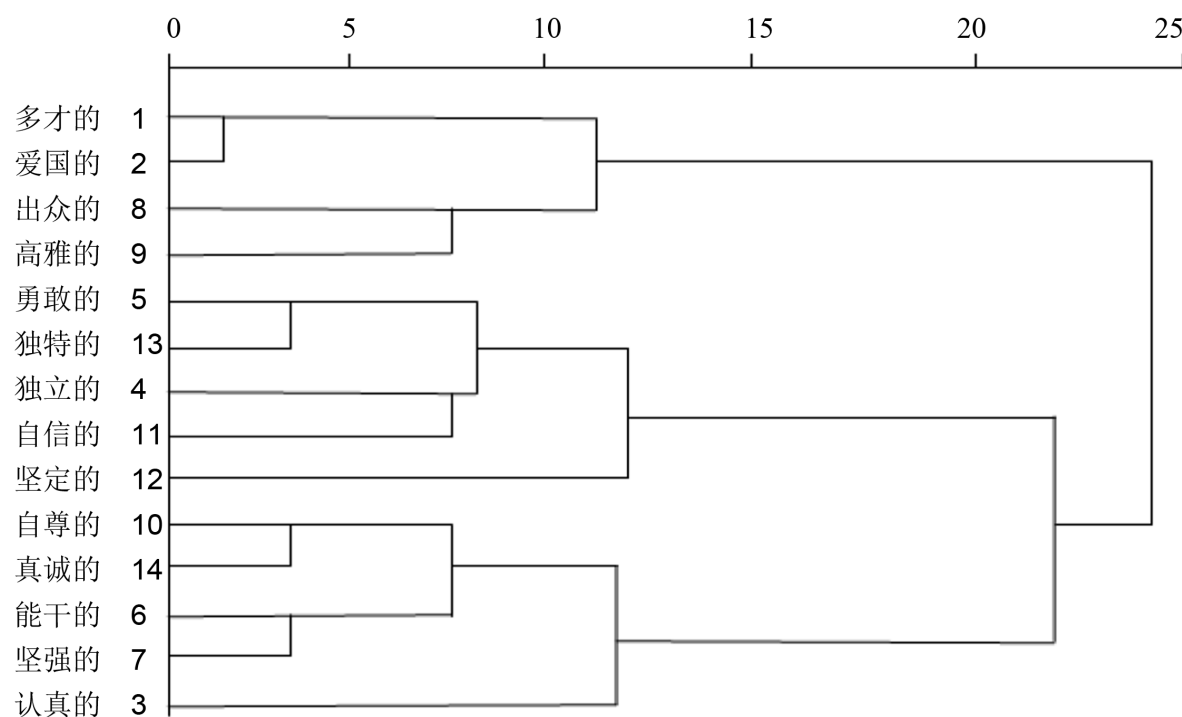 0 5 10 15 20 25
多才的 1
爱国的 2
出众的 8
高雅的 9
勇敢的 5
独特的 13
独立的 4
自信的 11
坚定的 12
自尊的 10
真诚的 14
能干的 6
坚强的 7
认真的 3